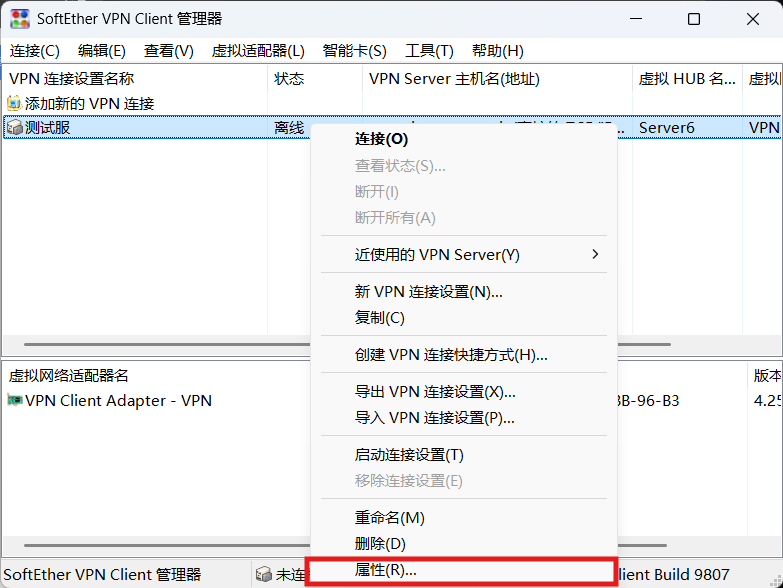 SoftEther VPN Client 管理器
连接(C) 编辑(E) 查看(V) 虚拟适配器(L) 智能卡(S) 工具(T) 帮助(H)
VPN 连接设置名称 状态 VPN Server 主机名(地址) 虚拟 HUB 名... 虚拟
添加新的 VPN 连接
测试服 离线 Server6 VPN
连接(O)
查看状态(S)...
断开(I)
断开所有(A)
近使用的 VPN Server(Y)
新 VPN 连接设置(N)...
复制(C)
创建 VPN 连接快捷方式(H)...
虚拟网络适配器名 版本
导出 VPN 连接设置(X)...
VPN Client Adapter - VPN 3B-96-B3 4.25
导入 VPN 连接设置(P)...
启动连接设置(T)
移除连接设置(E)
重命名(M)
删除(D)
属性(R)...
SoftEther VPN Client 管理器 未连 lient Build 9807